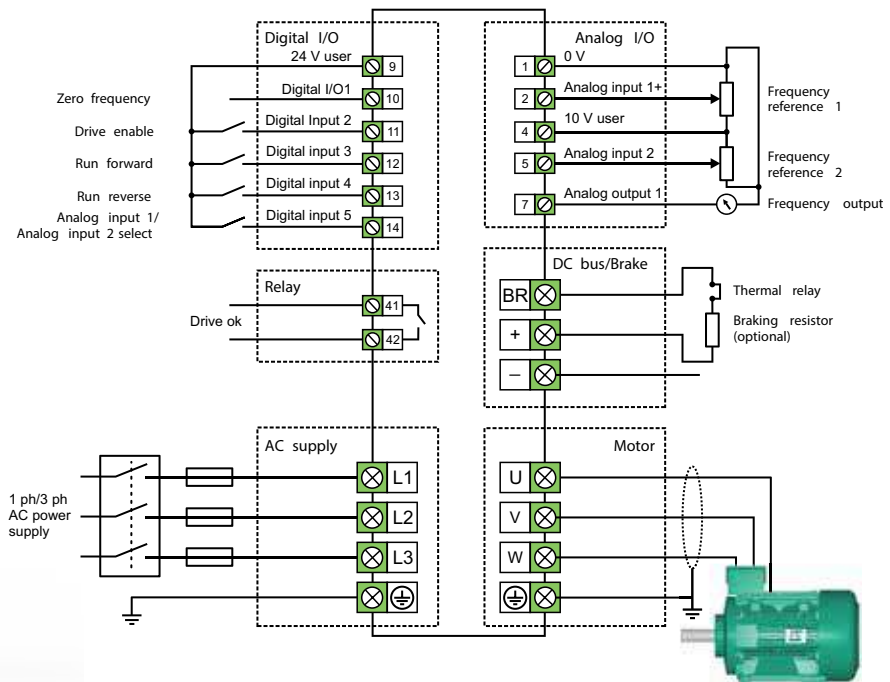 Digital I/O
24 V user
9
Zero frequency
Digital I/O1
10
Drive enable
Digital Input 2
11
Run forward
Digital input 3
12
Run reverse
Digital input 4
13
Analog input 1/
Analog input 2 select
Digital input 5
14
Relay
Drive ok
41
42
AC supply
1 ph/3 ph
AC power
supply
L1
L2
L3
Analog I/O
1
0 V
2
Analog input 1+
Frequency
reference 1
4
10 V user
5
Analog input 2
Frequency
reference 2
7
Analog output 1
Frequency output
DC bus/Brake
BR
+
–
Thermal relay
Braking resistor
(optional)
Motor
U
V
W